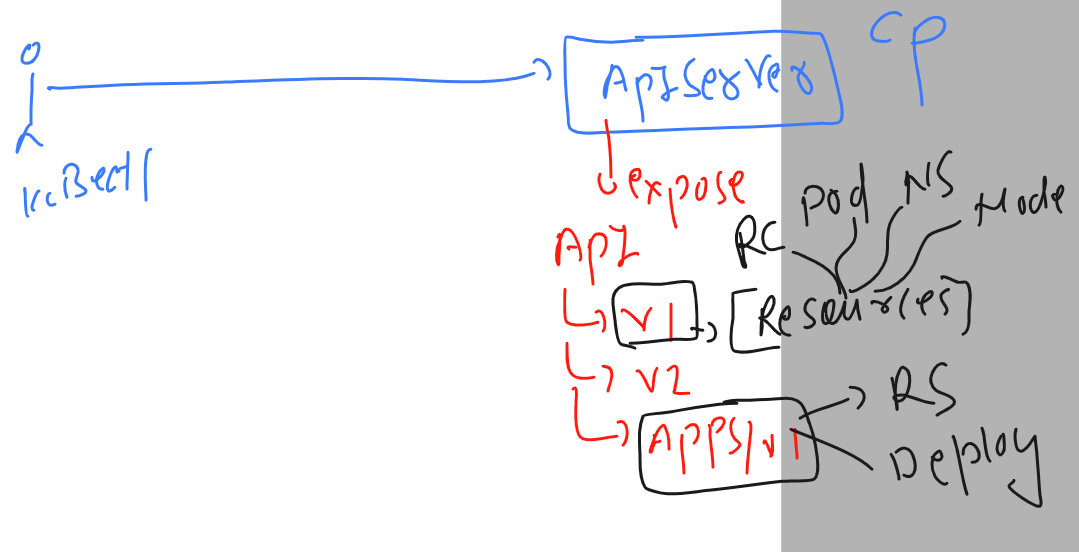 CP
ApIServer
kuBectl
expose
RC Pod NS Node
ApI
v1 [Resources]
v2
RS
APPS/v1
Deploy